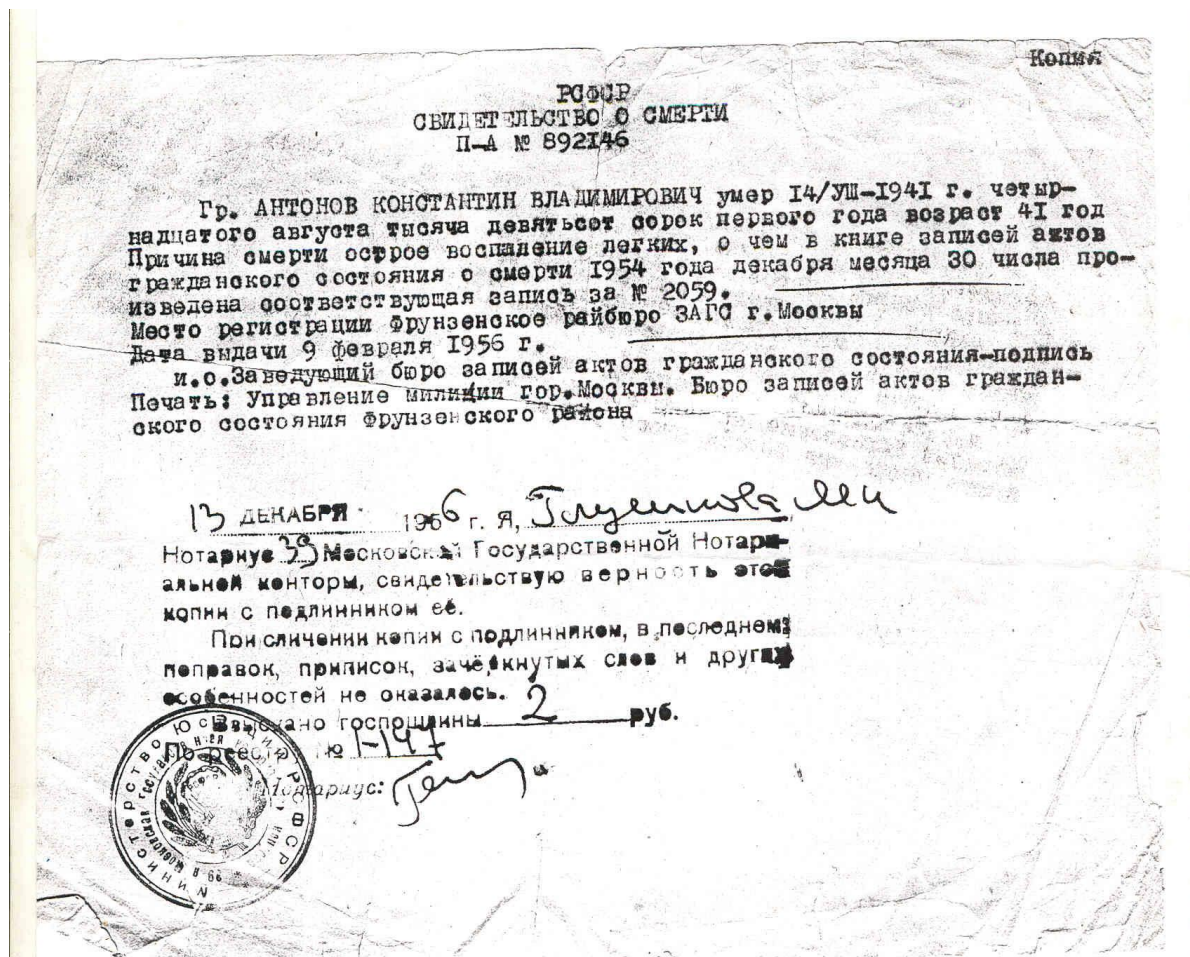 Копия
РСФСР
СВИДЕТЕЛЬСТВО О СМЕРТИ
П-А № 892146
Гр. АНТОНОВ КОНСТАНТИН ВЛАДИМИРОВИЧ умер 14/УШ-1941 г. четыр-
надцатого августа тысяча девятьсот сорок первого года возраст 41 год
Причина смерти острое воспаление легких, о чем в книге записей актов
гражданского состояния о смерти 1954 года декабря месяца 30 числа про-
изведена соответствующая запись за № 2059.
Место регистрации Фрунзенское райбюро ЗАГС г.Москвы
Дата выдачи 9 февраля 1956 г.
и.о.Заведующий бюро записей актов гражданского состояния-подпись
Печать: Управление милиции гор.Москвы. Бюро записей актов граждан-
ского состояния Фрунзенского района
13 ДЕКАБРЯ 1956 г. Я,
Нотариус 39 Московской Государственной Нотари-
альной конторы, свидетельствую верность этой
копии с подлинником её.
При сличении копии с подлинником, в последнем
поправок, приписок, зачёркнутых слов и других
особенностей не оказалось.
Взыскано госпошлины 2 руб.
По реестру № 1-147
Нотариус:
МИНИСТЕРСТВО ЮСТИЦИИ РСФСР